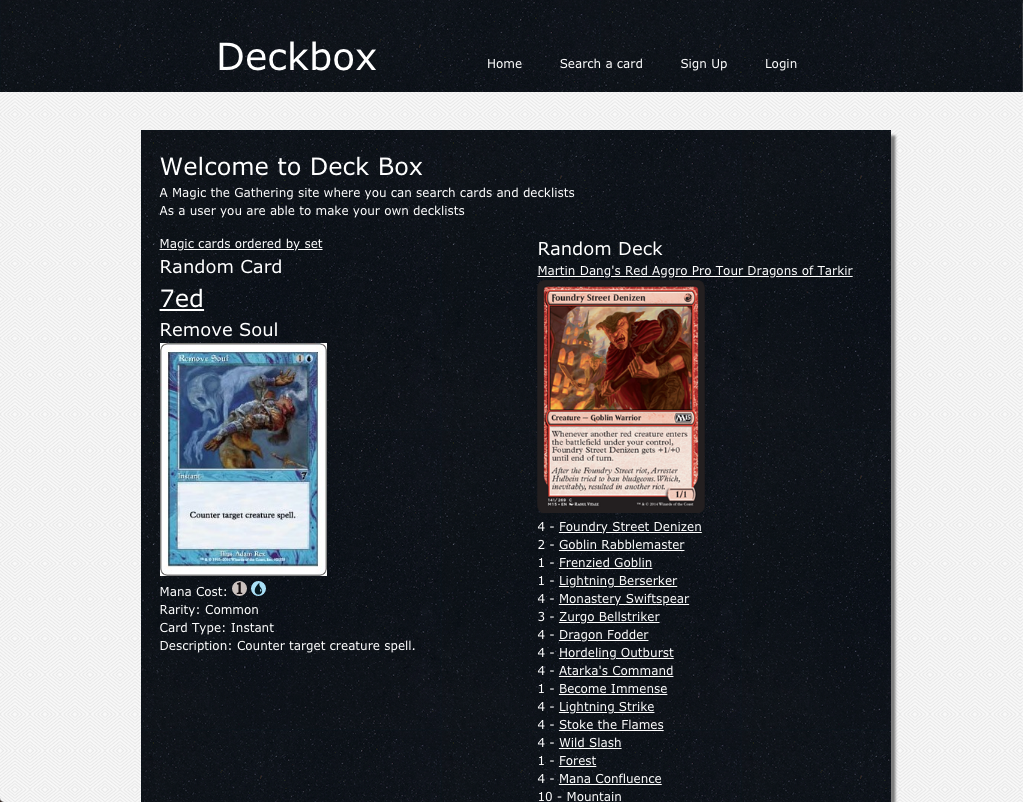 Deckbox
Home
Search a card
Sign Up
Login
Welcome to Deck Box
A Magic the Gathering site where you can search cards and decklists
As a user you are able to make your own decklists
Magic cards ordered by set
Random Card
7ed
Remove Soul
Remove Soul
1
Instant
7
Counter target creature spell.
Illus. Adam Rex
Mana Cost: 1
Rarity: Common
Card Type: Instant
Description: Counter target creature spell.
Random Deck
Martin Dang's Red Aggro Pro Tour Dragons of Tarkir
Foundry Street Denizen
Creature — Goblin Warrior
M15
Whenever another red creature enters
the battlefield under your control,
Foundry Street Denizen gets +1/+0
until end of turn.
After the Foundry Street riot, Arrester
Hulbein tried to ban bludgeons. Which,
inevitably, resulted in another riot.
1/1
4 - Foundry Street Denizen
2 - Goblin Rabblemaster
1 - Frenzied Goblin
1 - Lightning Berserker
4 - Monastery Swiftspear
3 - Zurgo Bellstriker
4 - Dragon Fodder
4 - Hordeling Outburst
4 - Atarka's Command
1 - Become Immense
4 - Lightning Strike
4 - Stoke the Flames
4 - Wild Slash
1 - Forest
4 - Mana Confluence
10 - Mountain